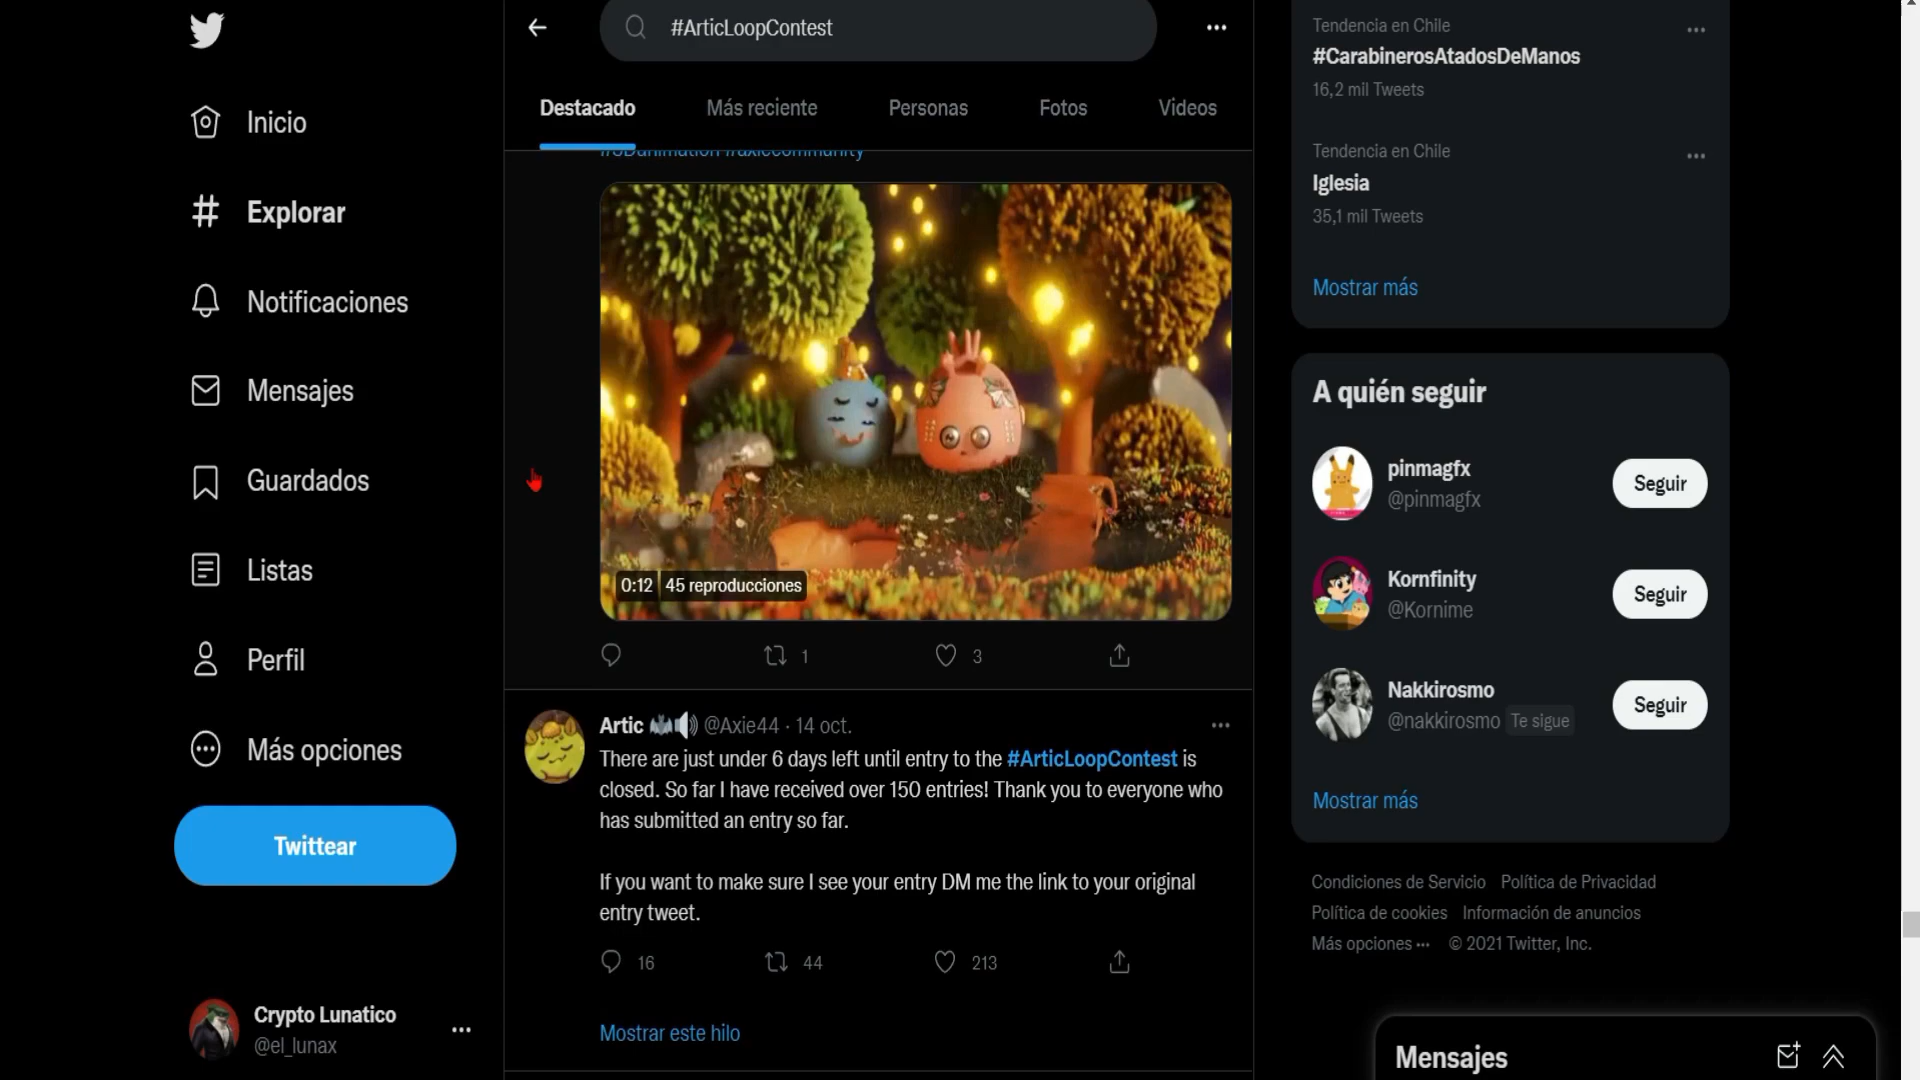 Inicio
Explorar
Notificaciones
Mensajes
Guardados
Listas
Perfil
Más opciones
Twittear
Crypto Lunatico
@el_lunax
#ArticLoopContest
Destacado
Más reciente
Personas
Fotos
Videos
#3Danimation #axiecommunity
0:12
45 reproducciones
1
3
Artic @Axie44 · 14 oct.
There are just under 6 days left until entry to the #ArticLoopContest is
closed. So far I have received over 150 entries! Thank you to everyone who
has submitted an entry so far.
If you want to make sure I see your entry DM me the link to your original
entry tweet.
16
44
213
Mostrar este hilo
Tendencia en Chile
#CarabinerosAtadosDeManos
16,2 mil Tweets
Tendencia en Chile
Iglesia
35,1 mil Tweets
Mostrar más
A quién seguir
pinmagfx
@pinmagfx
Seguir
Kornfinity
@Kornime
Seguir
Nakkirosmo
@nakkirosmo Te sigue
Seguir
Mostrar más
Condiciones de Servicio Política de Privacidad
Política de cookies Información de anuncios
Más opciones ··· © 2021 Twitter, Inc.
Mensajes